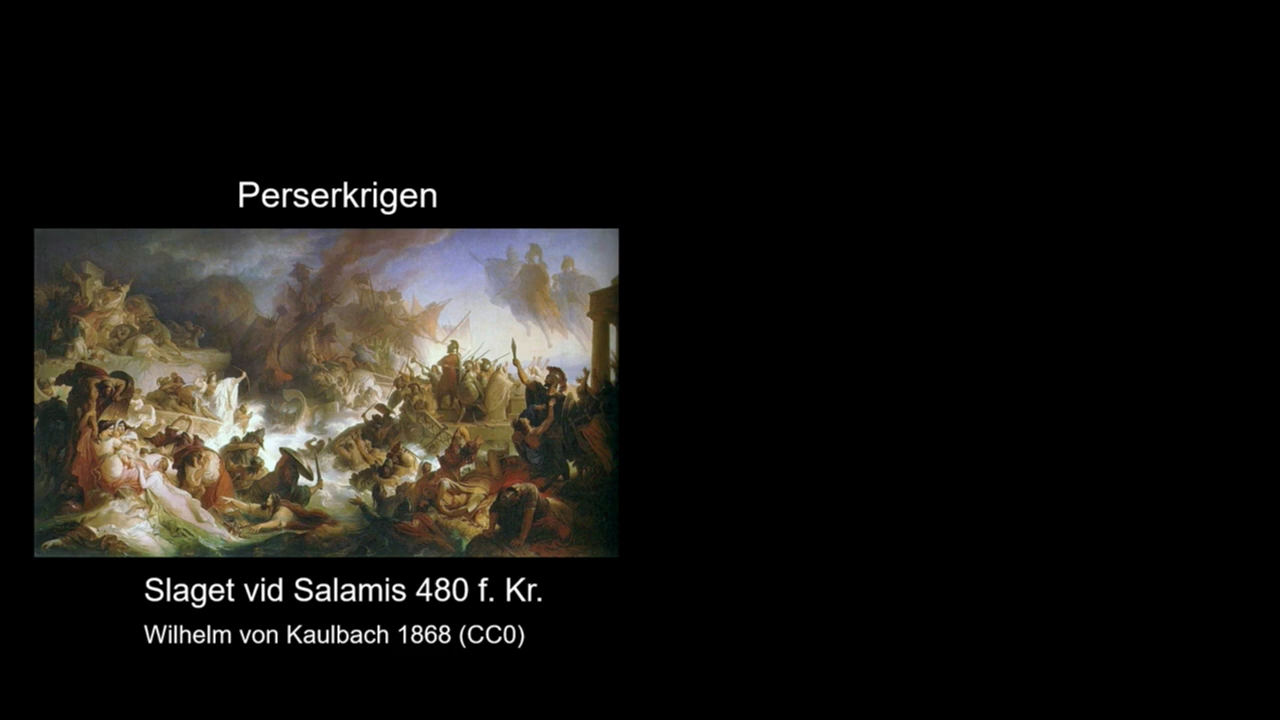 Perserkrigen
Slaget vid Salamis 480 f. Kr.
Wilhelm von Kaulbach 1868 (CC0)